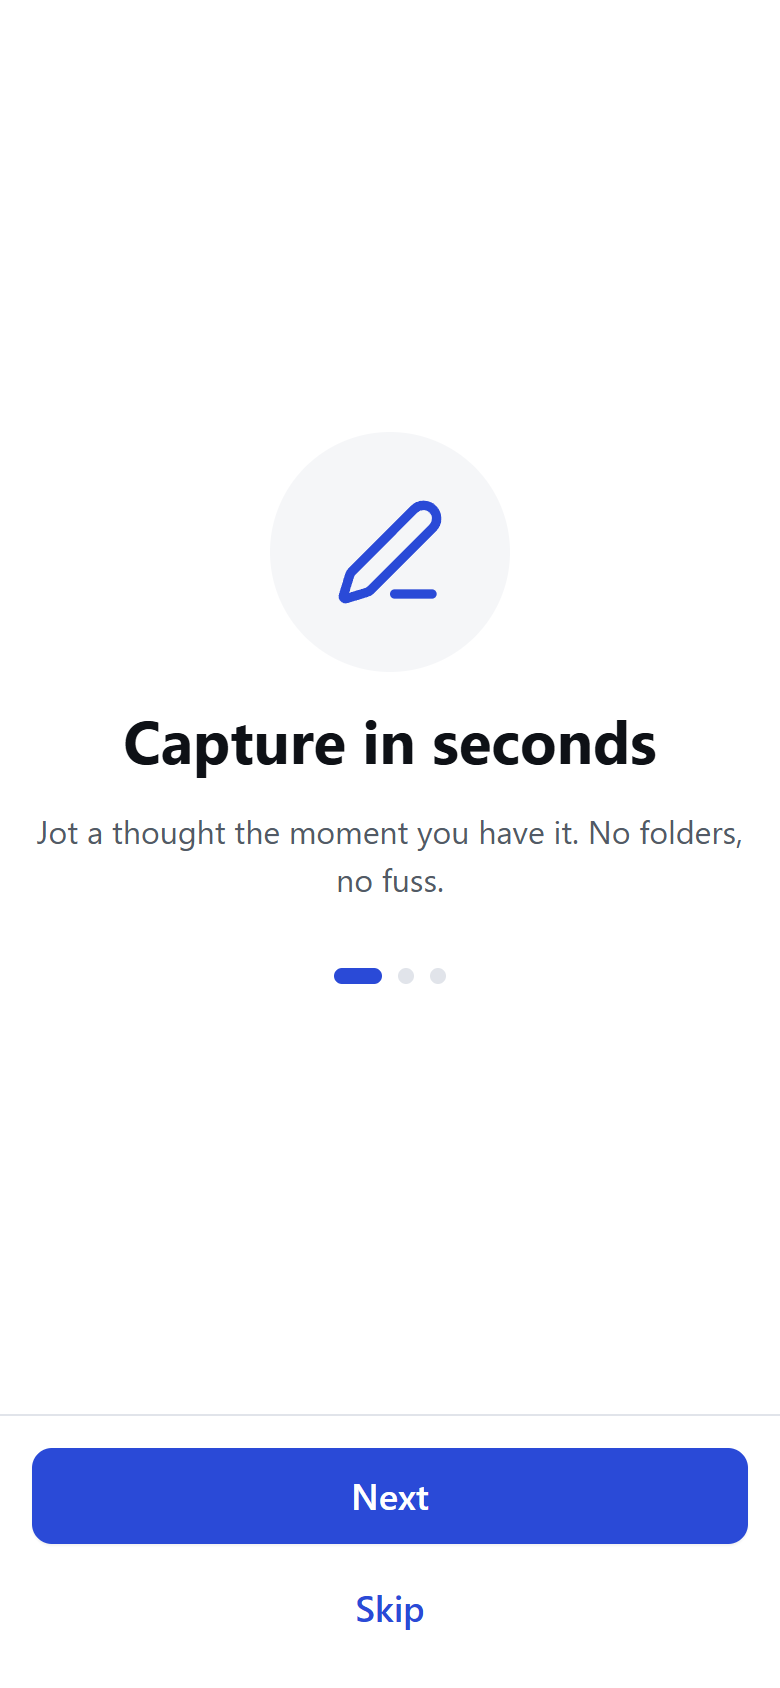 Capture in seconds
Jot a thought the moment you have it. No folders,
no fuss.
Next
Skip